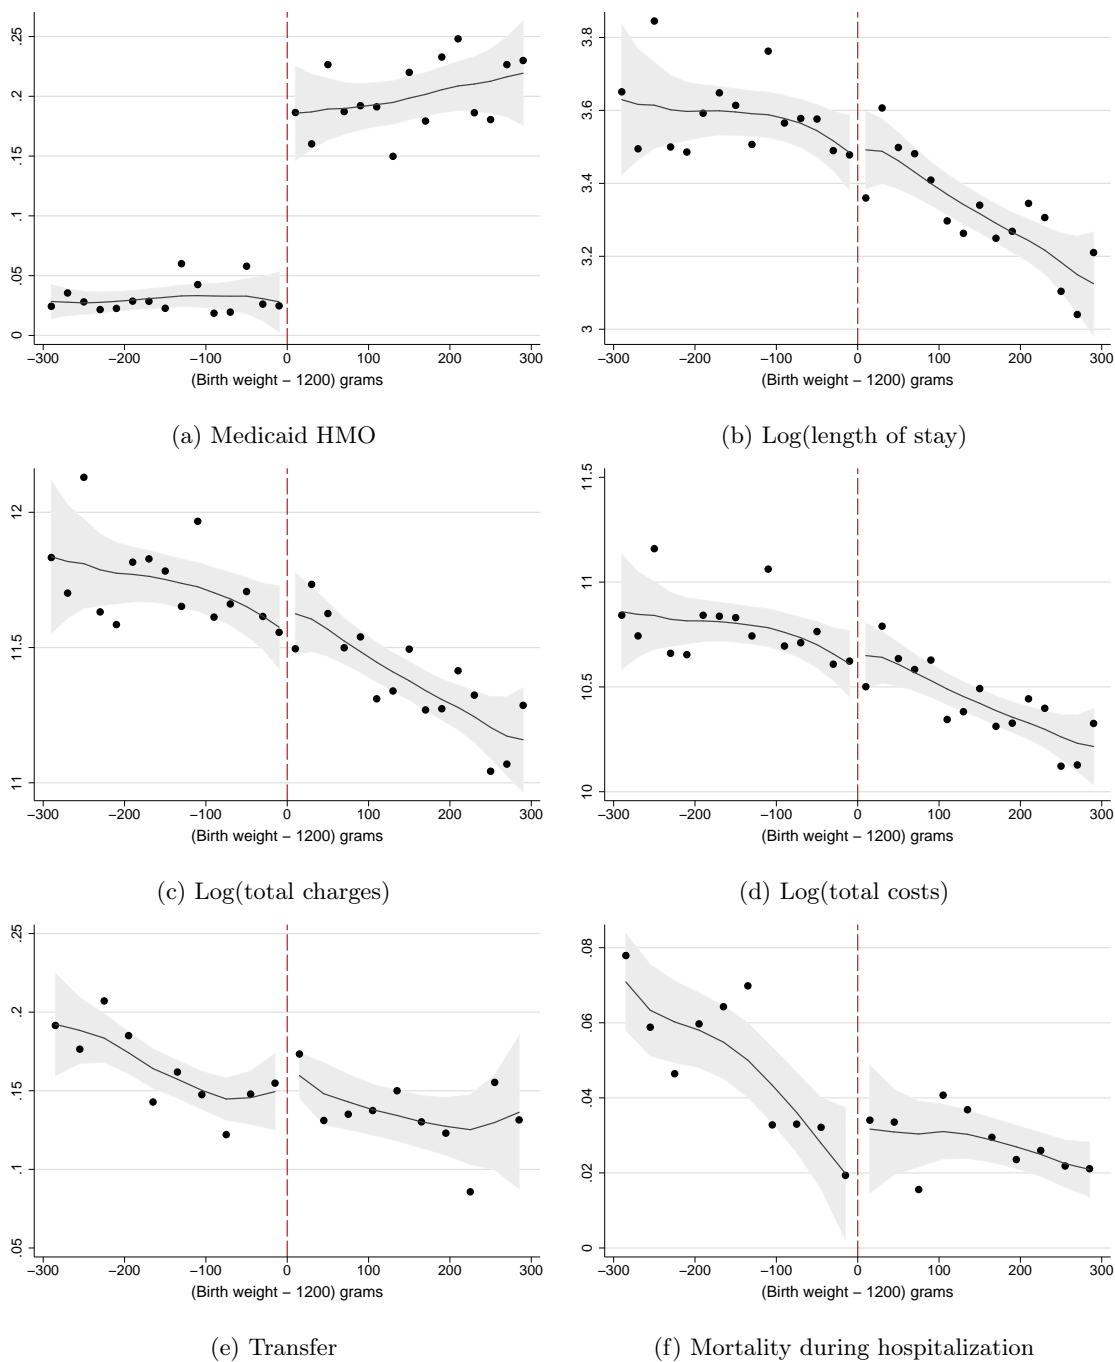 .25
.2
.15
.1
.05
0
−300 −200 −100 0 100 200 300
(Birth weight − 1200) grams
(a) Medicaid HMO
3.8
3.6
3.4
3.2
3
−300 −200 −100 0 100 200 300
(Birth weight − 1200) grams
(b) Log(length of stay)
12
11.5
11
−300 −200 −100 0 100 200 300
(Birth weight − 1200) grams
(c) Log(total charges)
11.5
11
10.5
10
−300 −200 −100 0 100 200 300
(Birth weight − 1200) grams
(d) Log(total costs)
.25
.2
.15
.1
.05
−300 −200 −100 0 100 200 300
(Birth weight − 1200) grams
(e) Transfer
.08
.06
.04
.02
0
−300 −200 −100 0 100 200 300
(Birth weight − 1200) grams
(f) Mortality during hospitalization